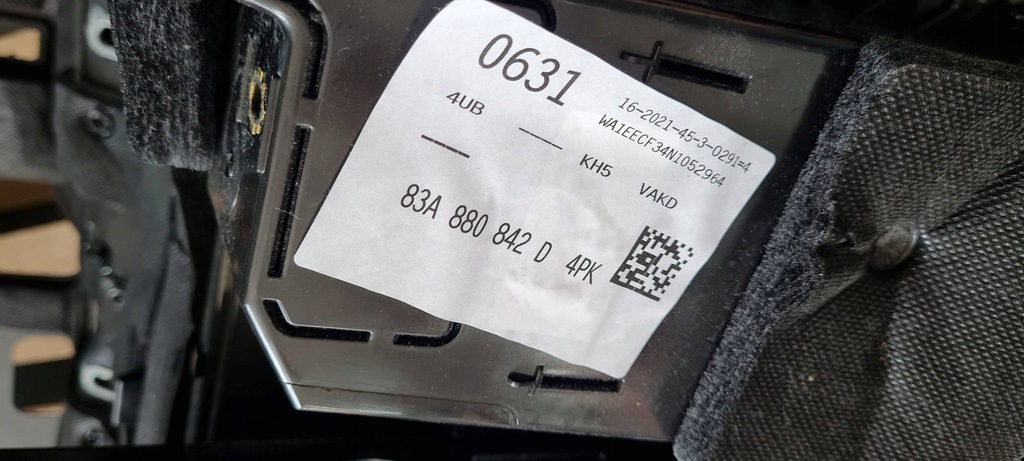 0631
16-2021-45-3-0291-4
WA1EECF34N1052964
4UB ---- KH5 VAKD
----
83A 880 842 D 4PK